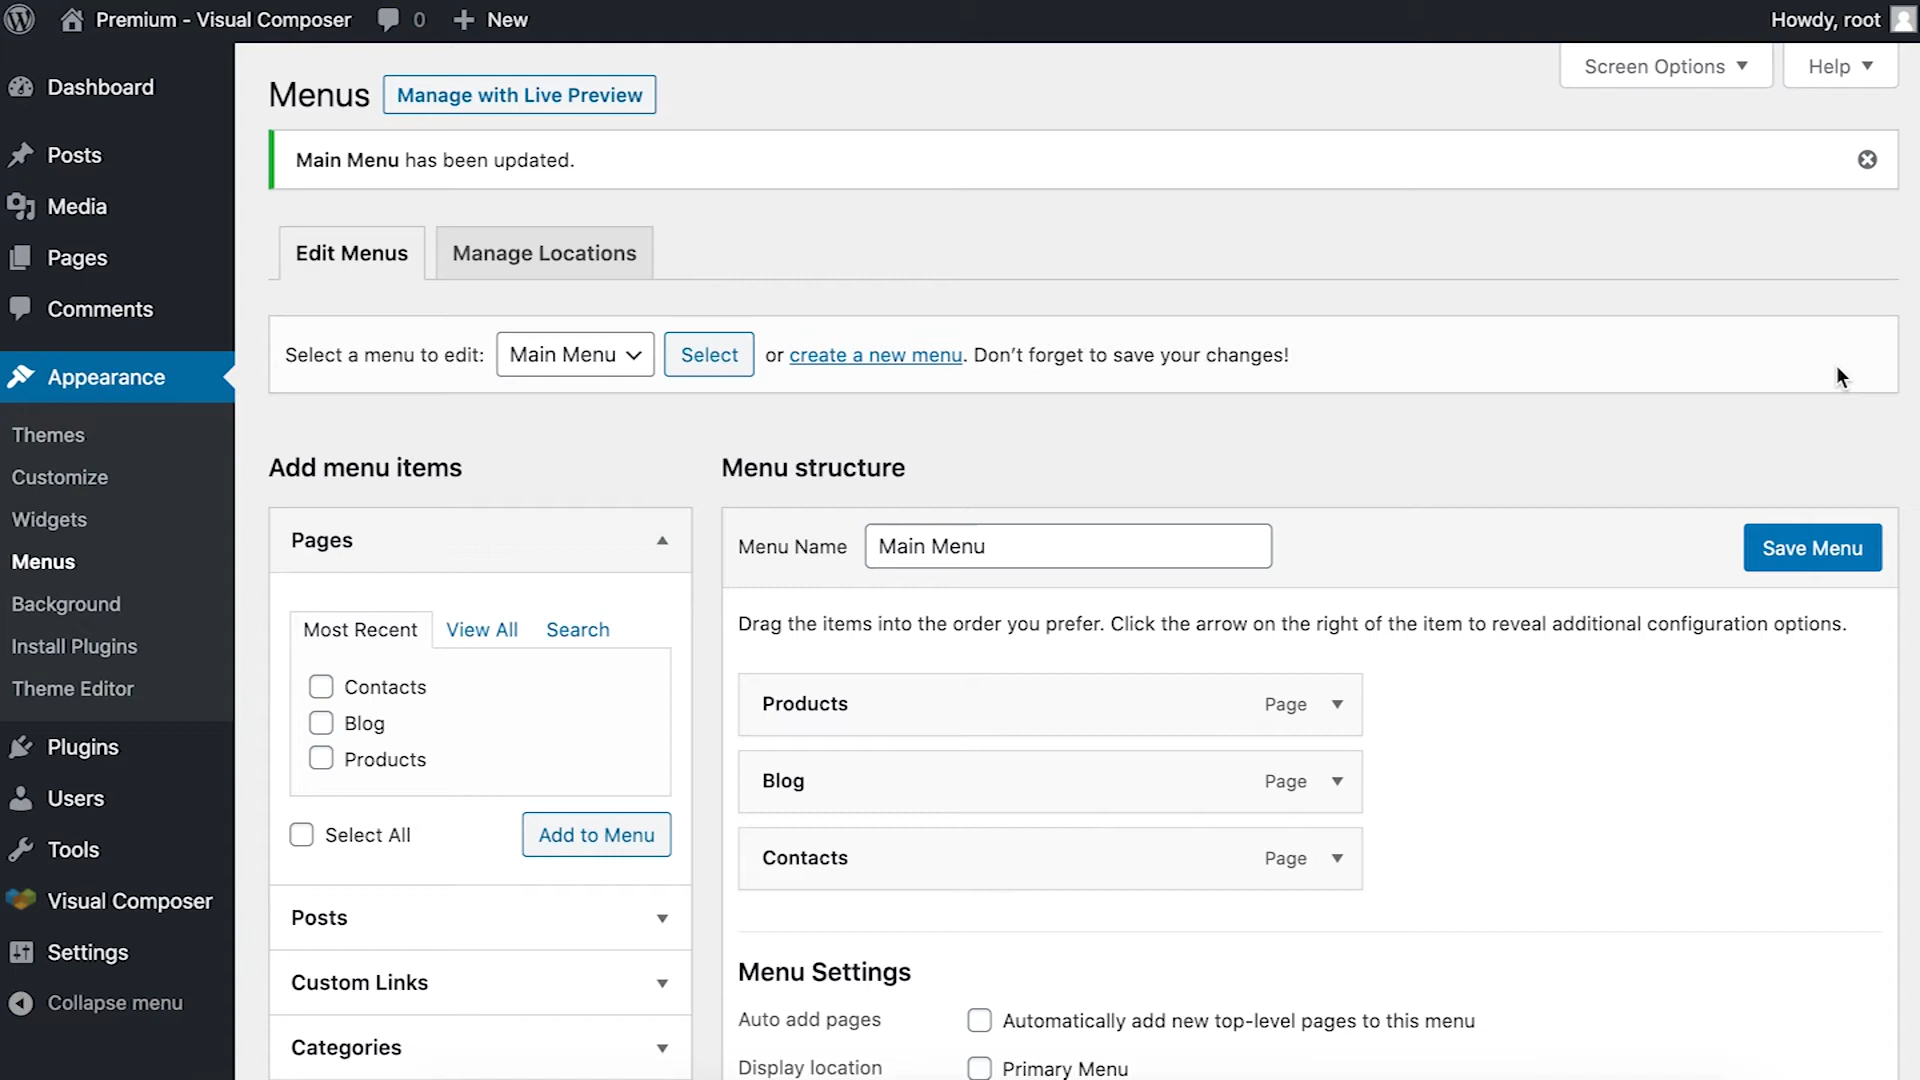 Premium - Visual Composer 0 New Howdy, root
Screen Options Help
Dashboard
Posts
Media
Pages
Comments
Appearance
Themes
Customize
Widgets
Menus
Background
Install Plugins
Theme Editor
Plugins
Users
Tools
Visual Composer
Settings
Collapse menu
Menus Manage with Live Preview
Main Menu has been updated.
Edit Menus Manage Locations
Select a menu to edit: Main Menu Select or create a new menu. Don’t forget to save your changes!
Add menu items
Pages
Most Recent View All Search
Contacts
Blog
Products
Select All Add to Menu
Posts
Custom Links
Categories
Menu structure
Menu Name Main Menu Save Menu
Drag the items into the order you prefer. Click the arrow on the right of the item to reveal additional configuration options.
Products Page
Blog Page
Contacts Page
Menu Settings
Auto add pages Automatically add new top-level pages to this menu
Display location Primary Menu